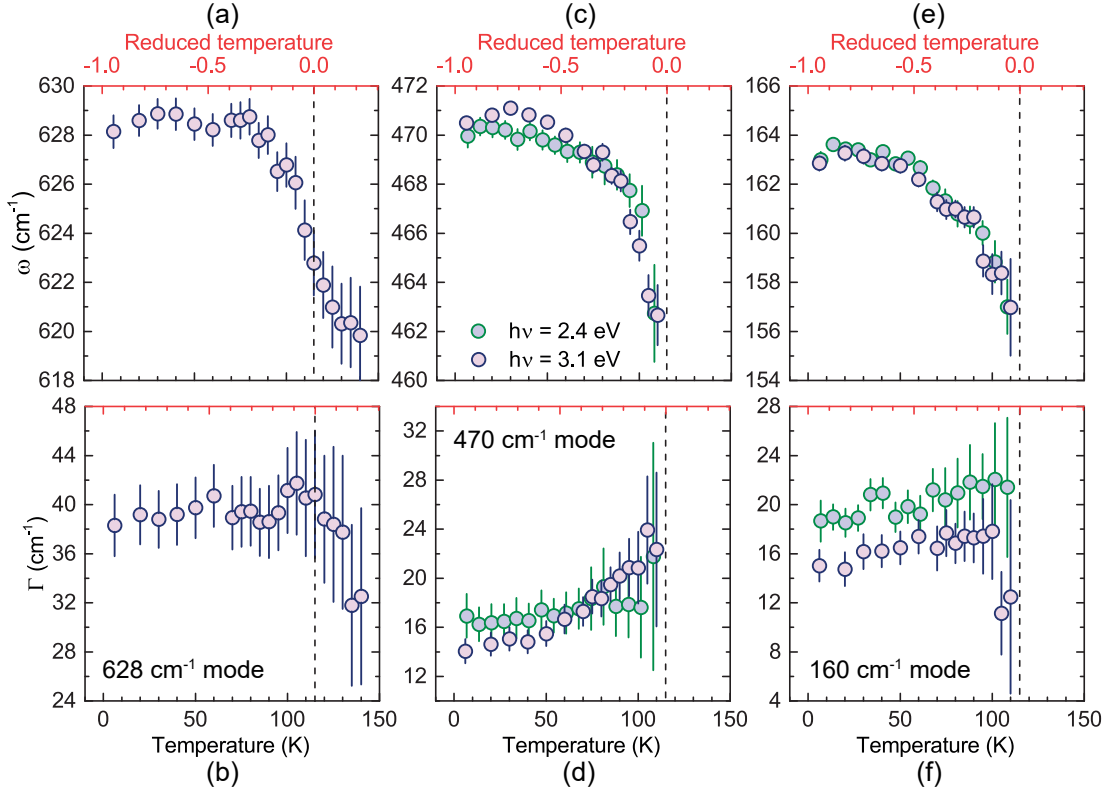 (a) (c) (e)
Reduced temperature Reduced temperature Reduced temperature
-1.0 -0.5 0.0 -1.0 -0.5 0.0 -1.0 -0.5 0.0
630 472 166
628 470 164
626 468 162
624 466 160
622 464 158
620 462 156
618 460 154
ω (cm⁻¹)
hν = 2.4 eV
hν = 3.1 eV
48 36 28
44 32 24
40 28 20
36 24 16
32 20 12
28 16 8
24 12 4
Γ (cm⁻¹)
628 cm⁻¹ mode 470 cm⁻¹ mode 160 cm⁻¹ mode
0 50 100 150 0 50 100 150 0 50 100 150
Temperature (K) Temperature (K) Temperature (K)
(b) (d) (f)